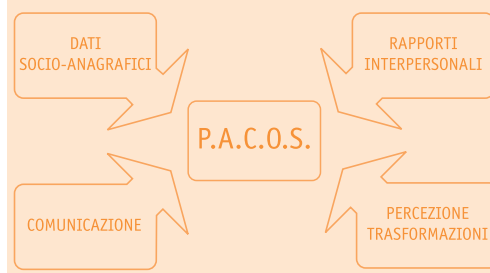 DATI
SOCIO-ANAGRAFICI
RAPPORTI
INTERPERSONALI
P.A.C.O.S.
COMUNICAZIONE
PERCEZIONE
TRASFORMAZIONI